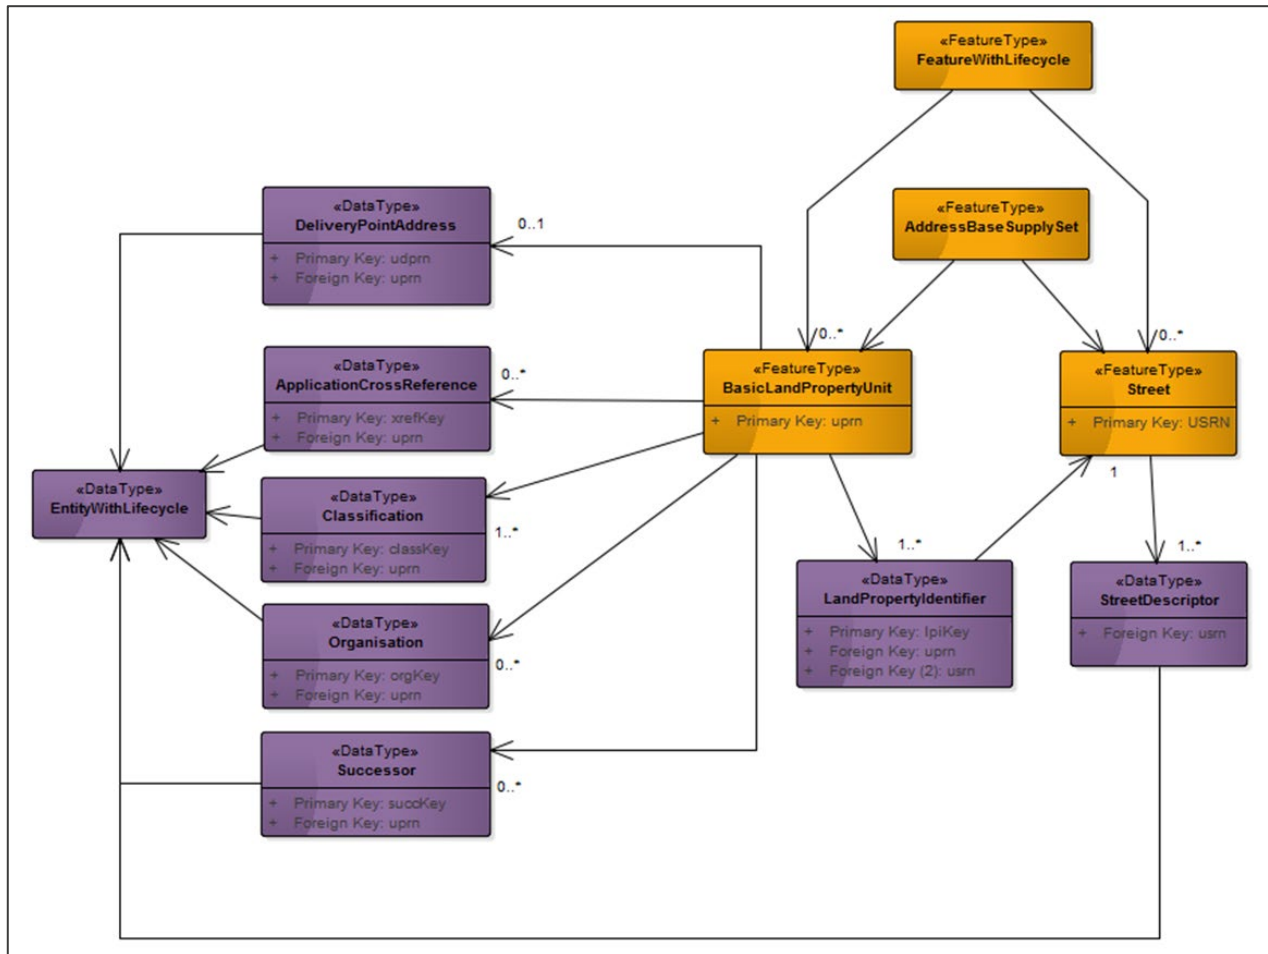 «FeatureType»
FeatureWithLifecycle
«FeatureType»
AddressBaseSupplySet
«DataType»
DeliveryPointAddress
+ Primary Key: udprn
+ Foreign Key: uprn
0..1
«DataType»
ApplicationCrossReference
+ Primary Key: xrefKey
+ Foreign Key: uprn
0..*
«FeatureType»
BasicLandPropertyUnit
+ Primary Key: uprn
0..*
«FeatureType»
Street
+ Primary Key: USRN
0..*
«DataType»
EntityWithLifecycle
«DataType»
Classification
+ Primary Key: classKey
+ Foreign Key: uprn
1..*
1
«DataType»
LandPropertyIdentifier
+ Primary Key: lpiKey
+ Foreign Key: uprn
+ Foreign Key (2): usrn
1..*
«DataType»
StreetDescriptor
+ Foreign Key: usrn
1..*
«DataType»
Organisation
+ Primary Key: orgKey
+ Foreign Key: uprn
0..*
«DataType»
Successor
+ Primary Key: succKey
+ Foreign Key: uprn
0..*